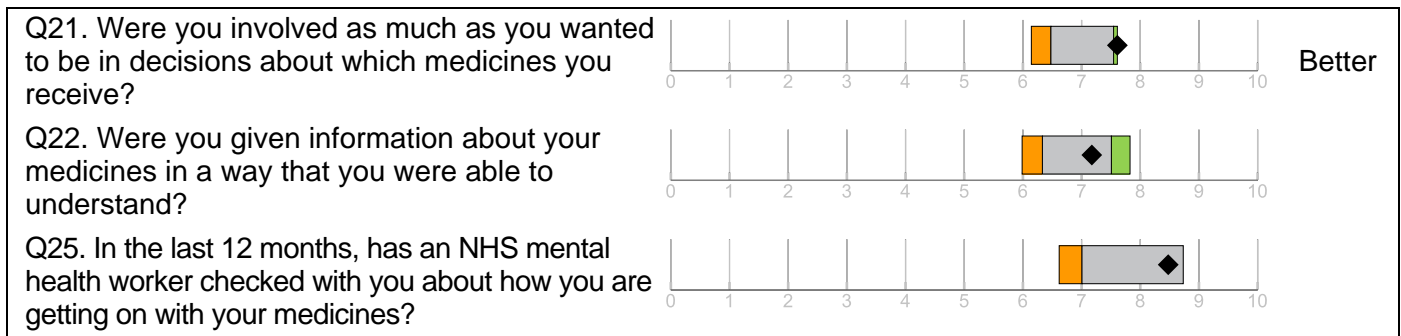 Q21. Were you involved as much as you wanted
to be in decisions about which medicines you
receive?
0 1 2 3 4 5 6 7 8 9 10
Better
Q22. Were you given information about your
medicines in a way that you were able to
understand?
0 1 2 3 4 5 6 7 8 9 10
Q25. In the last 12 months, has an NHS mental
health worker checked with you about how you are
getting on with your medicines?
0 1 2 3 4 5 6 7 8 9 10